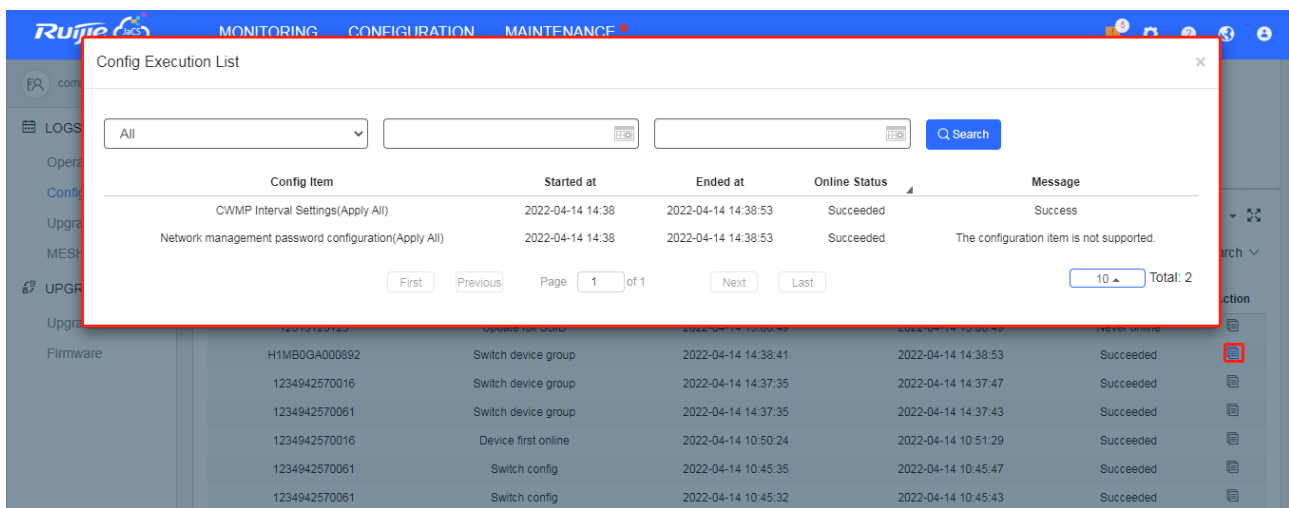 Ruijie JaCS MONITORING CONFIGURATION MAINTENANCE 5
Config Execution List ×
com
LOGS
All Search
Opera
Config Item Started at Ended at Online Status Message
Config
CWMP Interval Settings(Apply All) 2022-04-14 14:38 2022-04-14 14:38:53 Succeeded Success
Upgra
Network management password configuration(Apply All) 2022-04-14 14:38 2022-04-14 14:38:53 Succeeded The configuration item is not supported.
MESH arch
First Previous Page 1 of 1 Next Last 10 Total: 2
UPGR
ction
Upgra
Firmware
H1MB0GA000892 Switch device group 2022-04-14 14:38:41 2022-04-14 14:38:53 Succeeded
1234942570016 Switch device group 2022-04-14 14:37:35 2022-04-14 14:37:47 Succeeded
1234942570061 Switch device group 2022-04-14 14:37:35 2022-04-14 14:37:43 Succeeded
1234942570016 Device first online 2022-04-14 10:50:24 2022-04-14 10:51:29 Succeeded
1234942570061 Switch config 2022-04-14 10:45:35 2022-04-14 10:45:47 Succeeded
1234942570061 Switch config 2022-04-14 10:45:32 2022-04-14 10:45:43 Succeeded